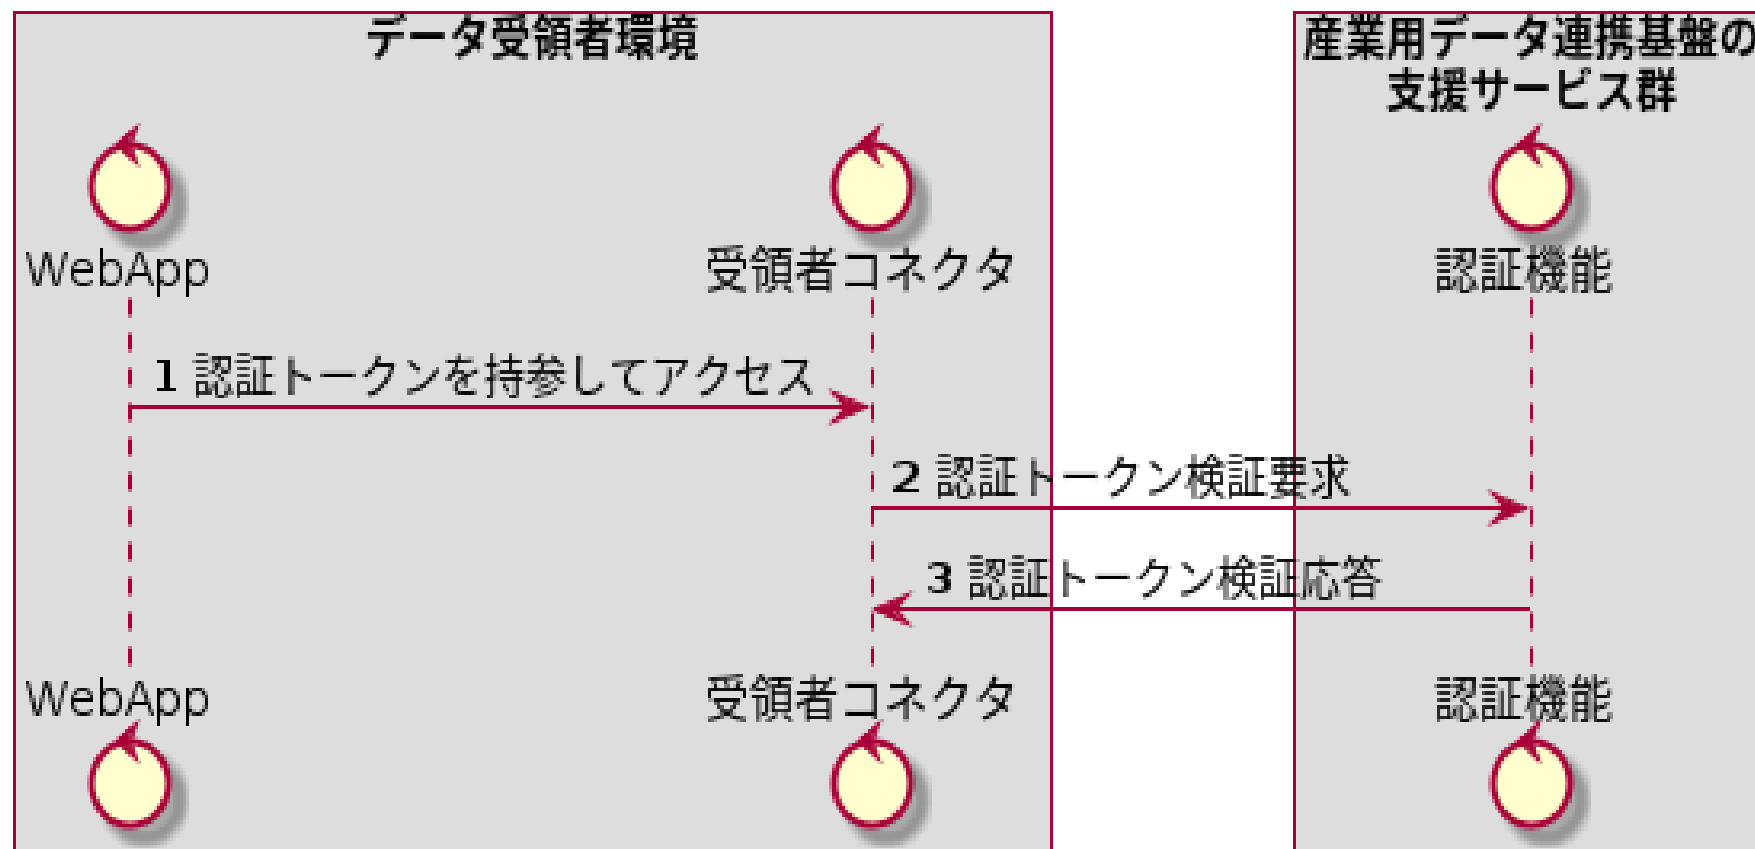 データ受領者環境
産業用データ連携基盤の
支援サービス群
WebApp
受領者コネクタ
認証機能
1 認証トークンを持参してアクセス
2 認証トークン検証要求
3 認証トークン検証応答
WebApp
受領者コネクタ
認証機能